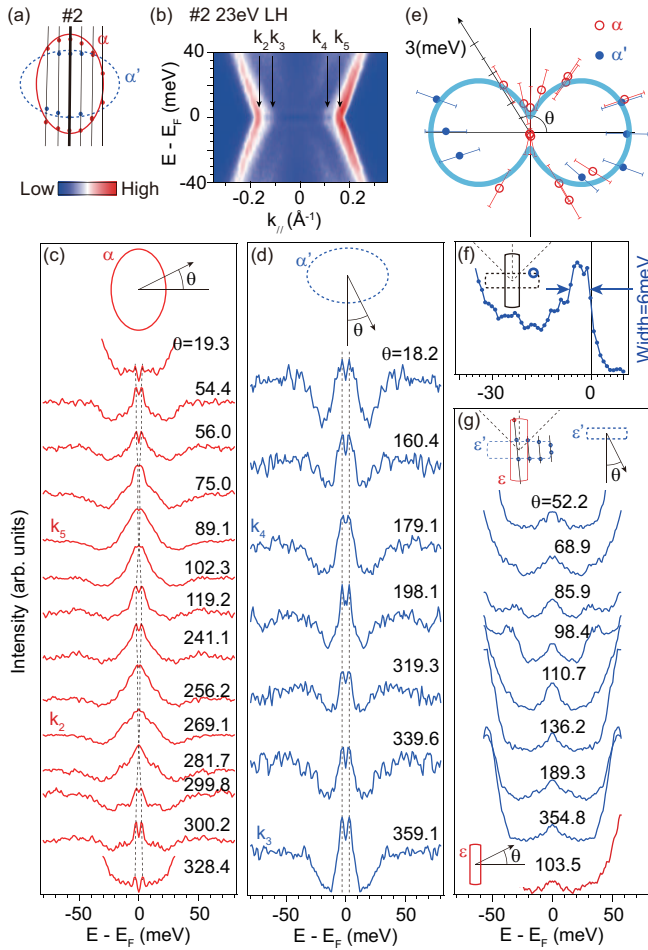 (a)
#2
α
α'
Low
High
(b)
#2 23eV LH
k2
k3
k4
k5
E - EF (meV)
40
0
-40
-0.2
0
0.2
k// (Å-1)
(e)
α
α'
3(meV)
θ
(c)
α
θ
θ=19.3
54.4
56.0
75.0
k5
89.1
102.3
119.2
241.1
256.2
k2
269.1
281.7
299.8
300.2
328.4
Intensity (arb. units)
-50
0
50
E - EF (meV)
(d)
α'
θ
θ=18.2
160.4
k4
179.1
198.1
319.3
339.6
k3
359.1
-50
0
50
E - EF (meV)
(f)
Width=6meV
-30
0
(g)
ε'
ε
ε'
θ
θ=52.2
68.9
85.9
98.4
110.7
136.2
189.3
354.8
ε
θ
103.5
-50
0
50
E - EF (meV)